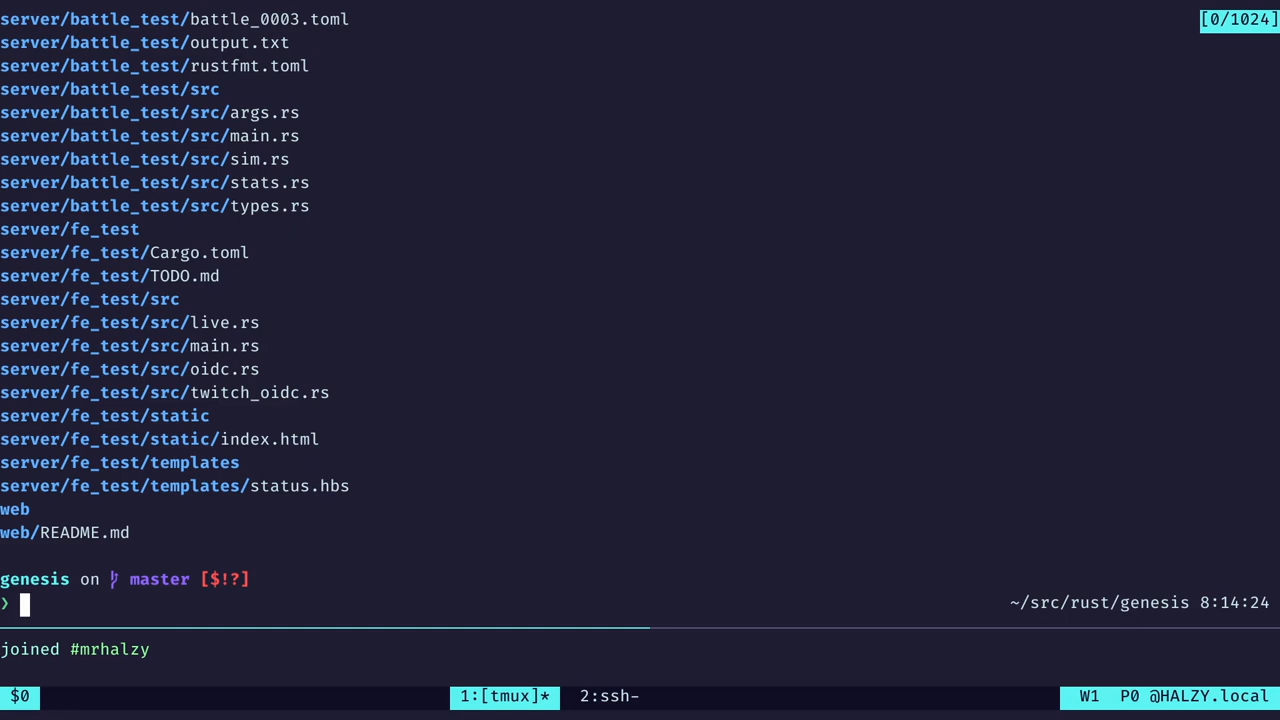 server/battle_test/battle_0003.toml [0/1024]
server/battle_test/output.txt
server/battle_test/rustfmt.toml
server/battle_test/src
server/battle_test/src/args.rs
server/battle_test/src/main.rs
server/battle_test/src/sim.rs
server/battle_test/src/stats.rs
server/battle_test/src/types.rs
server/fe_test
server/fe_test/Cargo.toml
server/fe_test/TODO.md
server/fe_test/src
server/fe_test/src/live.rs
server/fe_test/src/main.rs
server/fe_test/src/oidc.rs
server/fe_test/src/twitch_oidc.rs
server/fe_test/static
server/fe_test/static/index.html
server/fe_test/templates
server/fe_test/templates/status.hbs
web
web/README.md
genesis on master [$!?]
❯ ~/src/rust/genesis 8:14:24
joined #mrhalzy
$0 1:[tmux]* 2:ssh- W1 P0 @HALZY.local